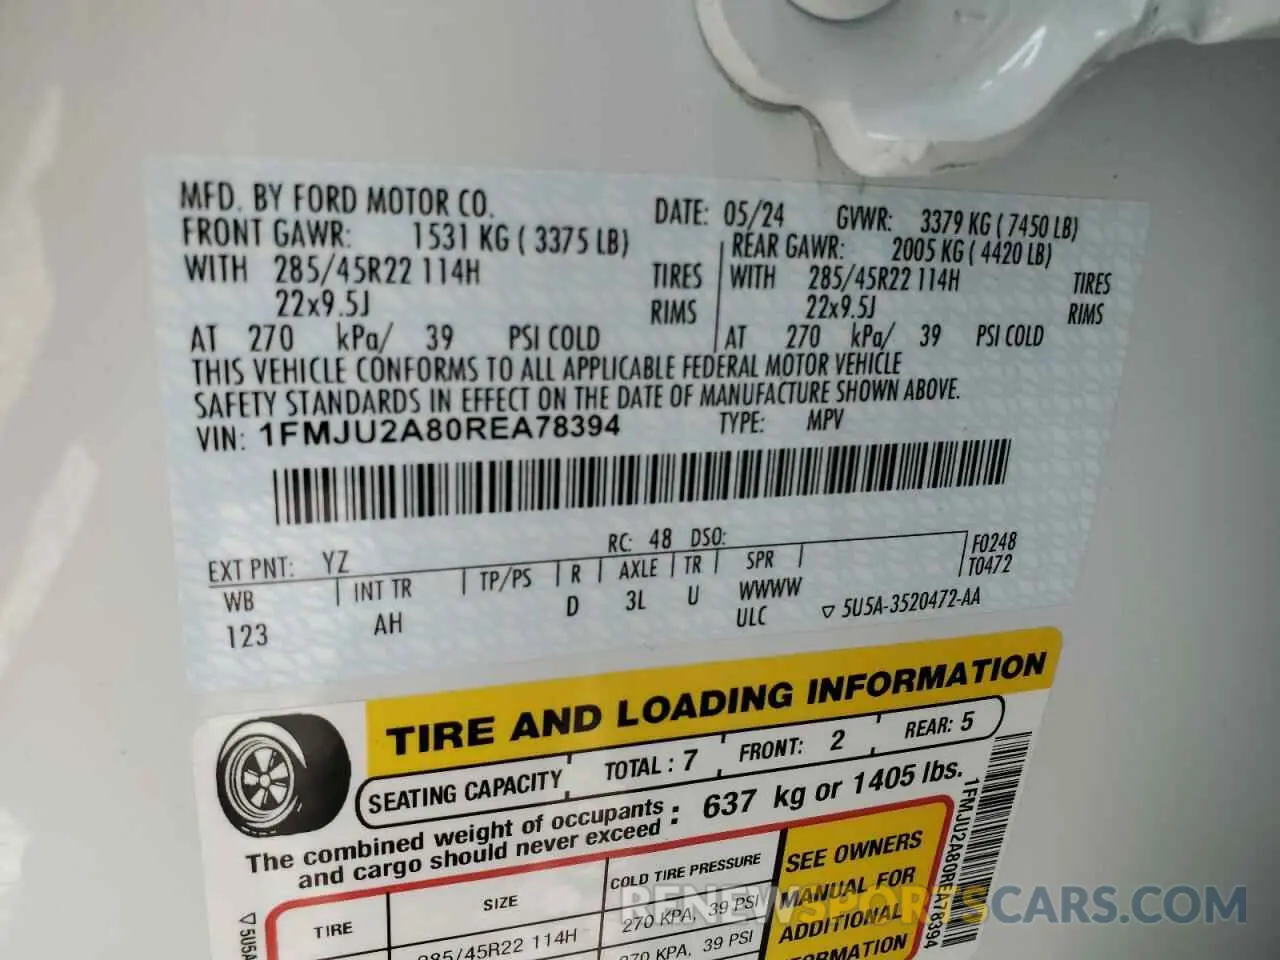 MFD. BY FORD MOTOR CO. DATE: 05/24 GVWR: 3379 KG ( 7450 LB)
FRONT GAWR: 1531 KG ( 3375 LB) REAR GAWR: 2005 KG ( 4420 LB)
WITH 285/45R22 114H TIRES WITH 285/45R22 114H TIRES
22x9.5J RIMS 22x9.5J RIMS
AT 270 kPa/ 39 PSI COLD AT 270 kPa/ 39 PSI COLD
THIS VEHICLE CONFORMS TO ALL APPLICABLE FEDERAL MOTOR VEHICLE
SAFETY STANDARDS IN EFFECT ON THE DATE OF MANUFACTURE SHOWN ABOVE.
VIN: 1FMJU2A80REA78394 TYPE: MPV
EXT PNT: YZ RC: 48 DSO: F0248
WB INT TR TP/PS R AXLE TR SPR T0472
123 AH D 3L U WWWW
ULC ▽ 5U5A-3520472-AA
TIRE AND LOADING INFORMATION
SEATING CAPACITY TOTAL : 7 FRONT: 2 REAR: 5
The combined weight of occupants
and cargo should never exceed : 637 kg or 1405 lbs.
TIRE SIZE COLD TIRE PRESSURE SEE OWNERS
MANUAL FOR
ADDITIONAL
285/45R22 114H 270 KPA, 39 PSI
270 KPA, 39 PSI
1FMJU2A80REA78394
▽ 5U5A
RENEWSPORTSCARS.COM